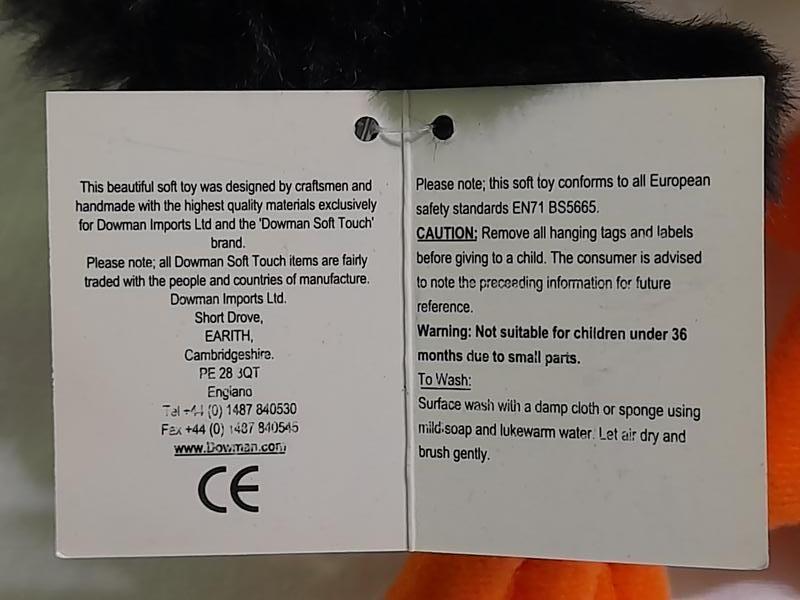 This beautiful soft toy was designed by craftsmen and
handmade with the highest quality materials exclusively
for Dowman Imports Ltd and the 'Dowman Soft Touch'
brand.
Please note; all Dowman Soft Touch items are fairly
traded with the people and countries of manufacture.
Dowman Imports Ltd.
Short Drove,
EARITH,
Cambridgeshire.
PE 28 3QT
England
Tel +44 (0) 1487 840530
Fax +44 (0) 1487 840545
www.Dowman.com
CE
Please note; this soft toy conforms to all European
safety standards EN71 BS5665.
CAUTION: Remove all hanging tags and labels
before giving to a child. The consumer is advised
to note the preceeding information for future
reference.
Warning: Not suitable for children under 36
months due to small parts.
To Wash:
Surface wash with a damp cloth or sponge using
mild soap and lukewarm water. Let air dry and
brush gently.